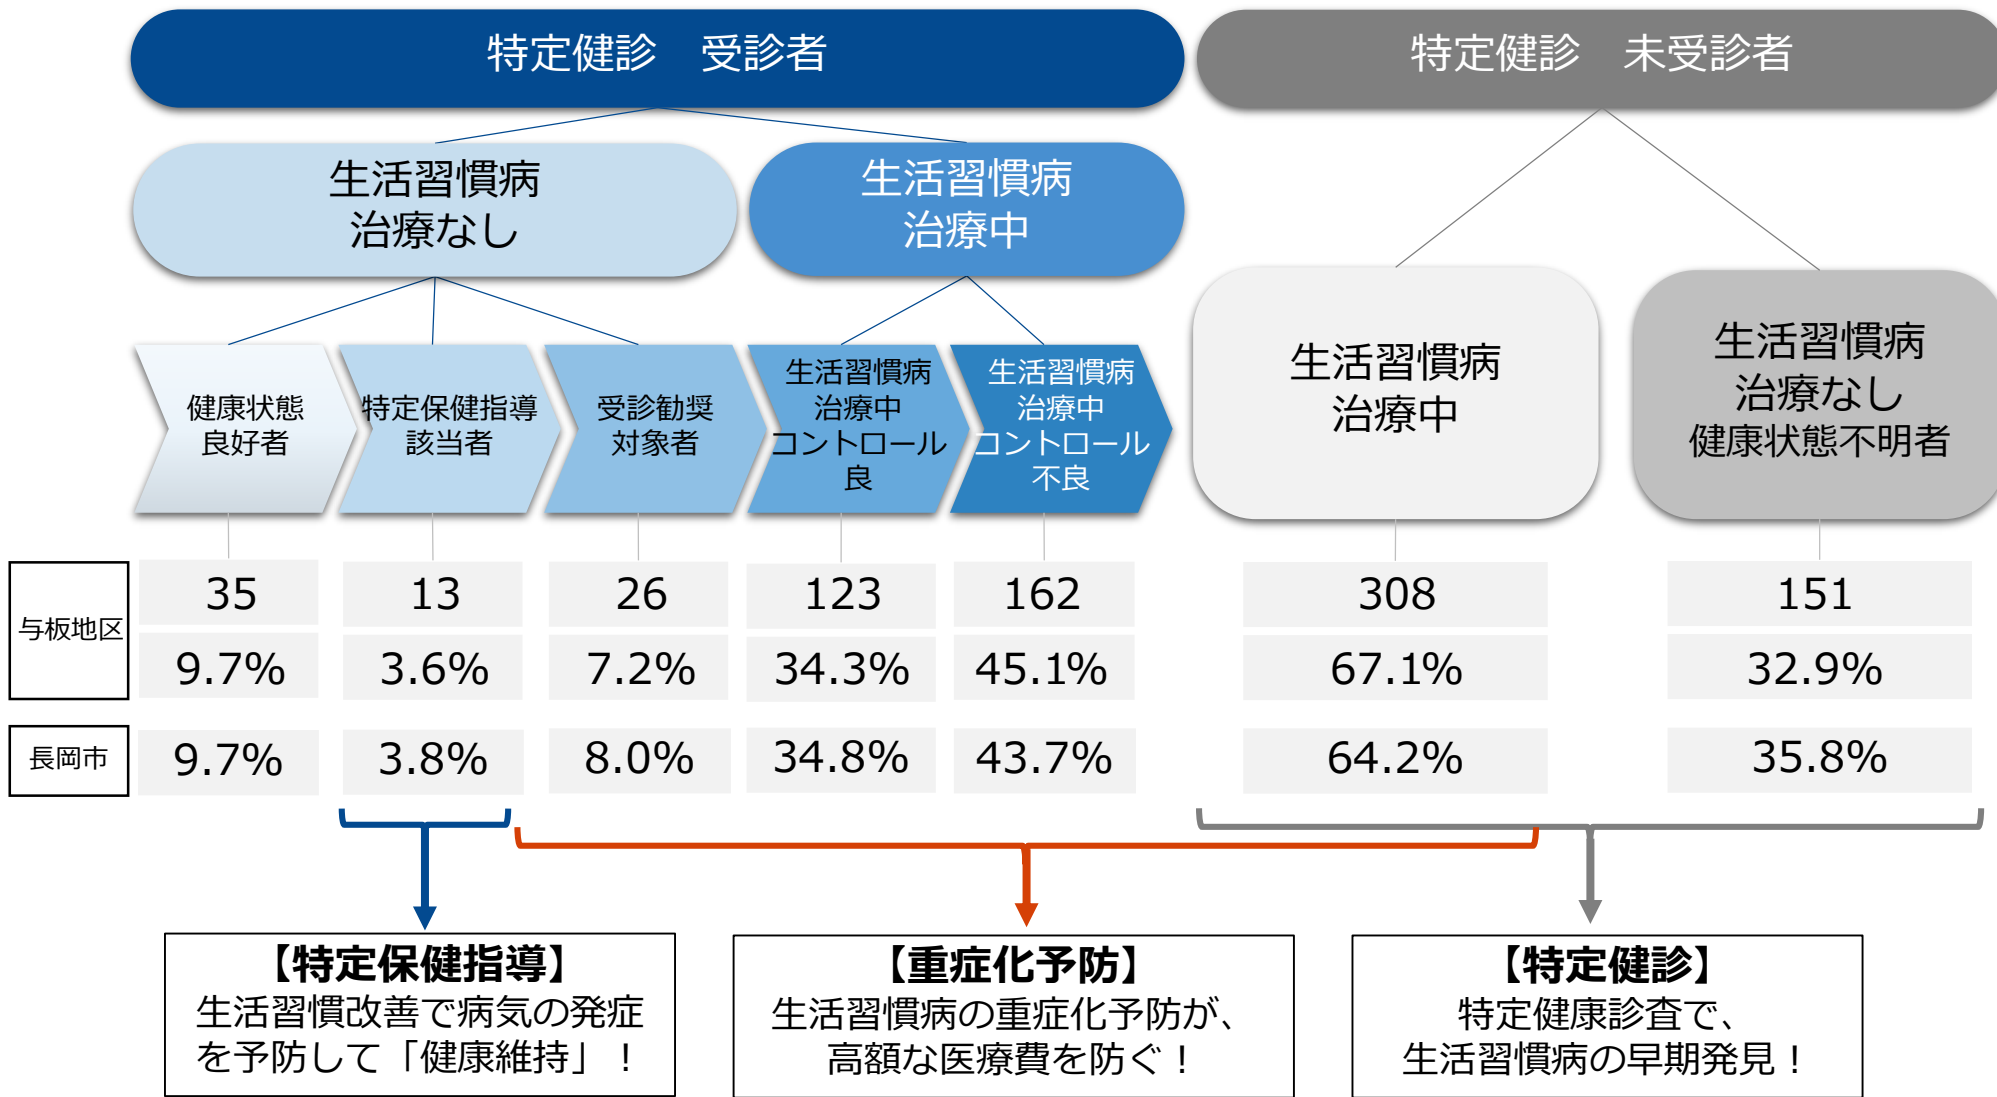 特定健診　受診者
特定健診　未受診者
生活習慣病
治療なし
生活習慣病
治療中
健康状態
良好者
特定保健指導
該当者
受診勧奨
対象者
生活習慣病
治療中
コントロール
良
生活習慣病
治療中
コントロール
不良
生活習慣病
治療中
生活習慣病
治療なし
健康状態不明者
与板地区
35
13
26
123
162
308
151
9.7%
3.6%
7.2%
34.3%
45.1%
67.1%
32.9%
長岡市
9.7%
3.8%
8.0%
34.8%
43.7%
64.2%
35.8%
【特定保健指導】
生活習慣改善で病気の発症
を予防して「健康維持」！
【重症化予防】
生活習慣病の重症化予防が、
高額な医療費を防ぐ！
【特定健診】
特定健康診査で、
生活習慣病の早期発見！